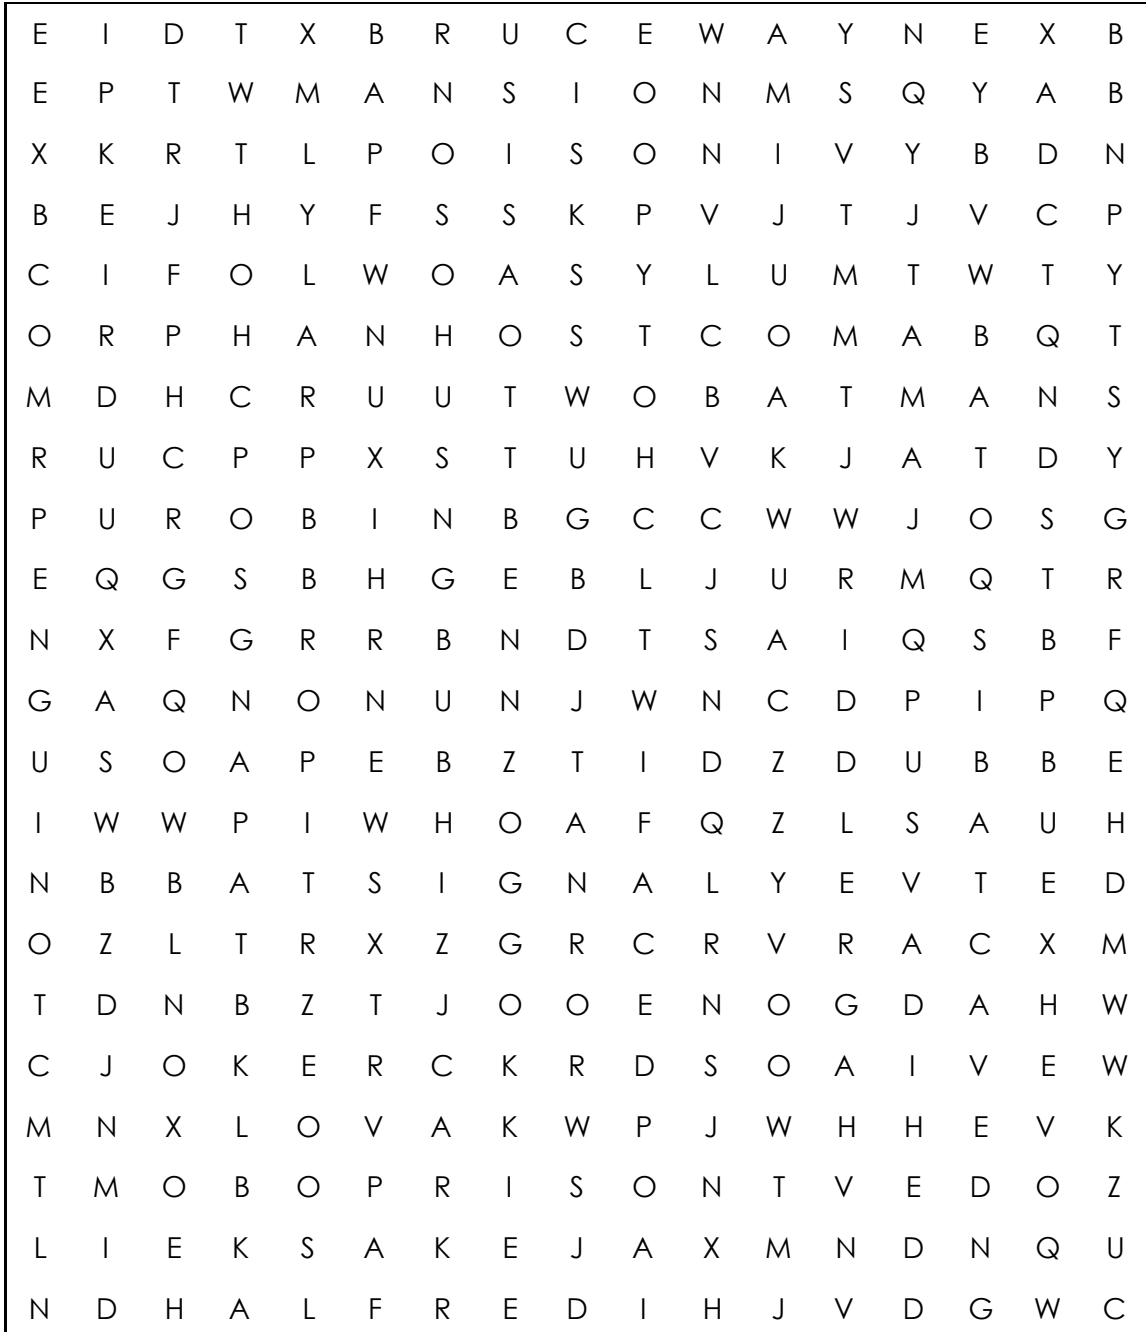 E I D T X B R U C E W A Y N E X B
E P T W M A N S I O N M S Q Y A B
X K R T L P O I S O N I V Y B D N
B E J H Y F S S K P V J T J V C P
C I F O L W O A S Y L U M T W T Y
O R P H A N H O S T C O M A B Q T
M D H C R U U T W O B A T M A N S
R U C P P X S T U H V K J A T D Y
P U R O B I N B G C C W W J O S G
E Q G S B H G E B L J U R M Q T R
N X F G R R B N D T S A I Q S B F
G A Q N O N U N J W N C D P I P Q
U S O A P E B Z T I D Z D U B B E
I W W P I W H O A F Q Z L S A U H
N B B A T S I G N A L Y E V T E D
O Z L T R X Z G R C R V R A C X M
T D N B Z T J O O E N O G D A H W
C J O K E R C K R D S O A I V E W
M N X L O V A K W P J W H H E V K
T M O B O P R I S O N T V E D O Z
L I E K S A K E J A X M N D N Q U
N D H A L F R E D I H J V D G W C